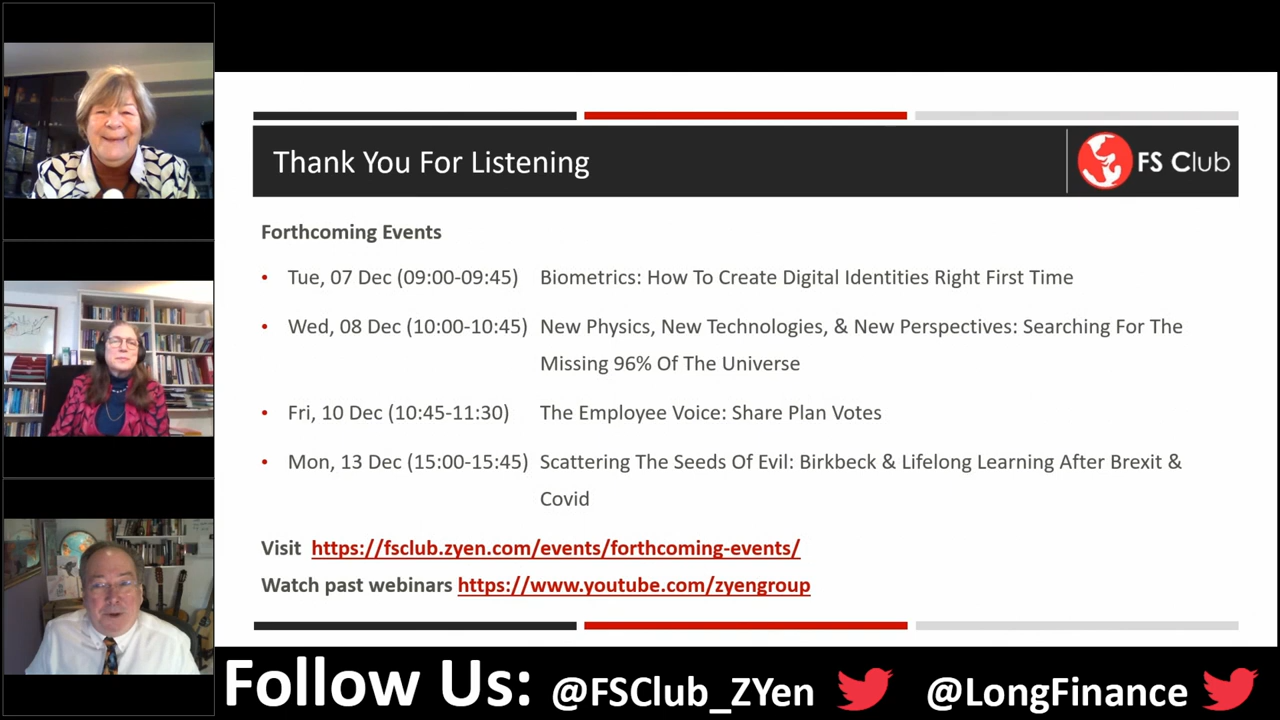 Thank You For Listening
FS Club
Forthcoming Events
• Tue, 07 Dec (09:00-09:45) Biometrics: How To Create Digital Identities Right First Time
• Wed, 08 Dec (10:00-10:45) New Physics, New Technologies, & New Perspectives: Searching For The
Missing 96% Of The Universe
• Fri, 10 Dec (10:45-11:30) The Employee Voice: Share Plan Votes
• Mon, 13 Dec (15:00-15:45) Scattering The Seeds Of Evil: Birkbeck & Lifelong Learning After Brexit &
Covid
Visit https://fsclub.zyen.com/events/forthcoming-events/
Watch past webinars https://www.youtube.com/zyengroup
Follow Us: @FSClub_ZYen @LongFinance